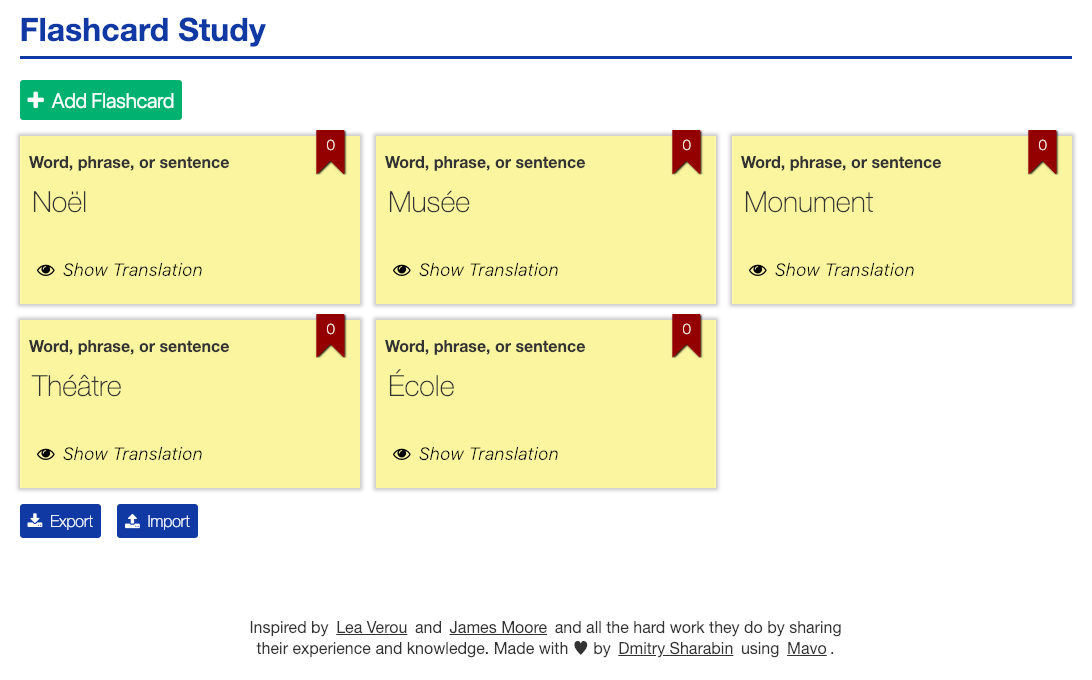 Flashcard Study
Add Flashcard
0
Word, phrase, or sentence
Noël
Show Translation
0
Word, phrase, or sentence
Musée
Show Translation
0
Word, phrase, or sentence
Monument
Show Translation
0
Word, phrase, or sentence
Théâtre
Show Translation
0
Word, phrase, or sentence
École
Show Translation
Export
Import
Inspired by Lea Verou and James Moore and all the hard work they do by sharing
their experience and knowledge. Made with ♥ by Dmitry Sharabin using Mavo .